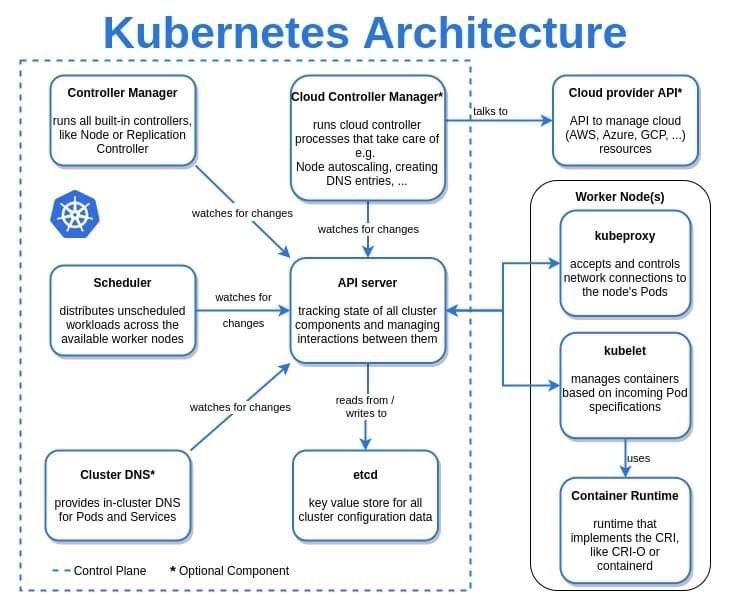 Kubernetes Architecture
Controller Manager
runs all built-in controllers,
like Node or Replication
Controller
Cloud Controller Manager*
runs cloud controller
processes that take care of
e.g.
Node autoscaling, creating
DNS entries, ...
talks to
Cloud provider API*
API to manage cloud
(AWS, Azure, GCP, ...)
resources
watches for changes
watches for changes
Scheduler
distributes unscheduled
workloads across the
available worker nodes
watches for
changes
API server
tracking state of all cluster
components and managing
interactions between them
watches for changes
reads from /
writes to
Cluster DNS*
provides in-cluster DNS
for Pods and Services
etcd
key value store for all
cluster configuration data
Worker Node(s)
kubeproxy
accepts and controls
network connections to
the node's Pods
kubelet
manages containers
based on incoming Pod
specifications
uses
Container Runtime
runtime that
implements the CRI,
like CRI-O or
containerd
Control Plane
* Optional Component